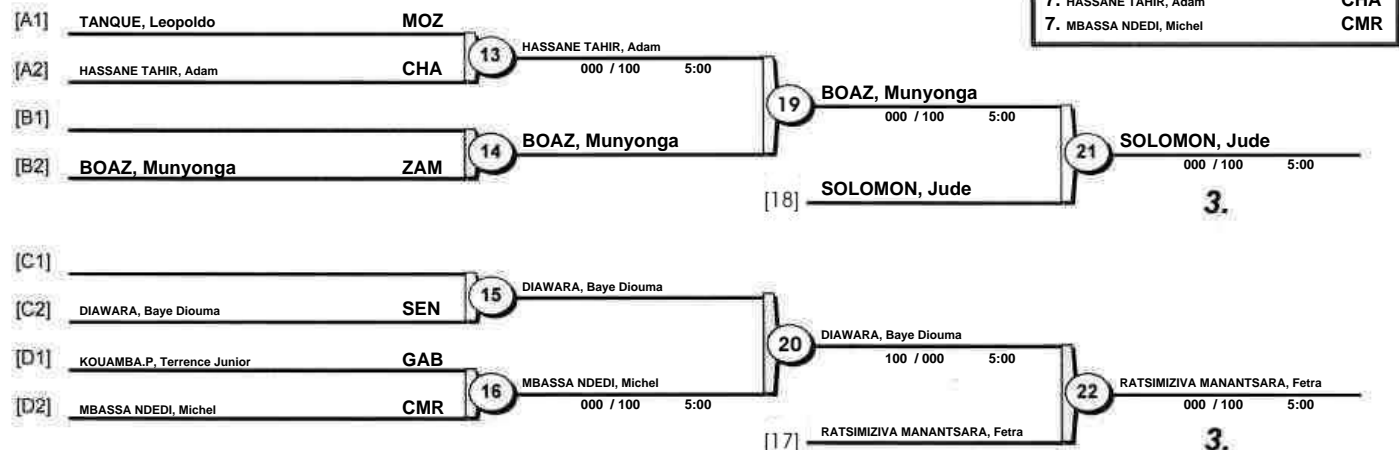 7. HASSANE TAHIR, Adam CHA
7. MBASSA NDEDI, Michel CMR
[A1] TANQUE, Leopoldo MOZ
13 HASSANE TAHIR, Adam
000 / 100 5:00
[A2] HASSANE TAHIR, Adam CHA
19 BOAZ, Munyonga
000 / 100 5:00
[B1]
14 BOAZ, Munyonga
[B2] BOAZ, Munyonga ZAM
21 SOLOMON, Jude
000 / 100 5:00
3.
[18] SOLOMON, Jude
[C1]
15 DIAWARA, Baye Diouma
[C2] DIAWARA, Baye Diouma SEN
20 DIAWARA, Baye Diouma
100 / 000 5:00
[D1] KOUAMBA.P, Terrence Junior GAB
16 MBASSA NDEDI, Michel
000 / 100 5:00
[D2] MBASSA NDEDI, Michel CMR
22 RATSIMIZIVA MANANTSARA, Fetra
000 / 100 5:00
3.
[17] RATSIMIZIVA MANANTSARA, Fetra